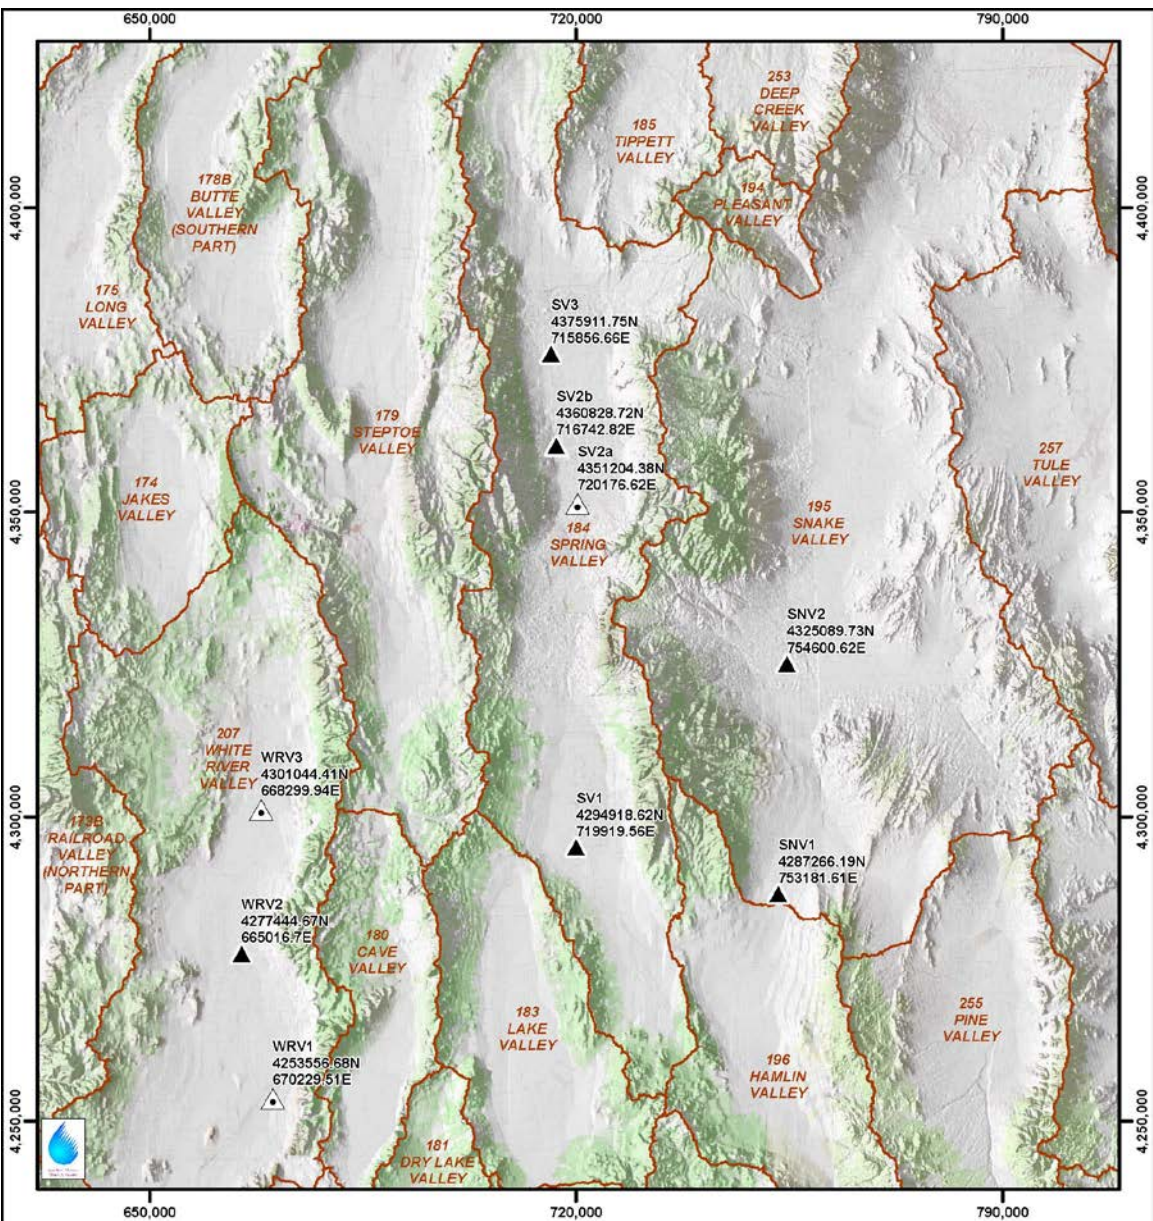 650,000
720,000
790,000
253
DEEP
CREEK
VALLEY
185
TIPPETT
VALLEY
178B
BUTTE
VALLEY
(SOUTHERN
PART)
194
PLEASANT
VALLEY
4,400,000
4,400,000
175
LONG
VALLEY
SV3
4375911.75N
715856.66E
SV2b
4360828.72N
716742.82E
179
STEPTOE
VALLEY
SV2a
4351204.38N
720176.62E
257
TULE
VALLEY
174
JAKES
VALLEY
195
SNAKE
VALLEY
4,350,000
4,350,000
184
SPRING
VALLEY
SNV2
4325089.73N
754600.62E
207
WHITE
RIVER
VALLEY
WRV3
4301044.41N
668299.94E
SV1
4294918.62N
719919.56E
4,300,000
4,300,000
173B
RAILROAD
VALLEY
(NORTHERN
PART)
SNV1
4287266.19N
753181.61E
WRV2
4277444.67N
665016.7E
180
CAVE
VALLEY
183
LAKE
VALLEY
255
PINE
VALLEY
WRV1
4253556.68N
670229.51E
196
HAMLIN
VALLEY
4,250,000
4,250,000
181
DRY LAKE
VALLEY
650,000
720,000
790,000